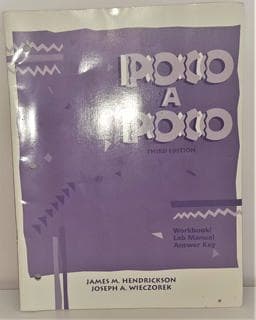 POCO
A
POCO
THIRD EDITION
Workbook/
Lab Manual
Answer Key
JAMES M. HENDRICKSON
JOSEPH A. WIECZOREK